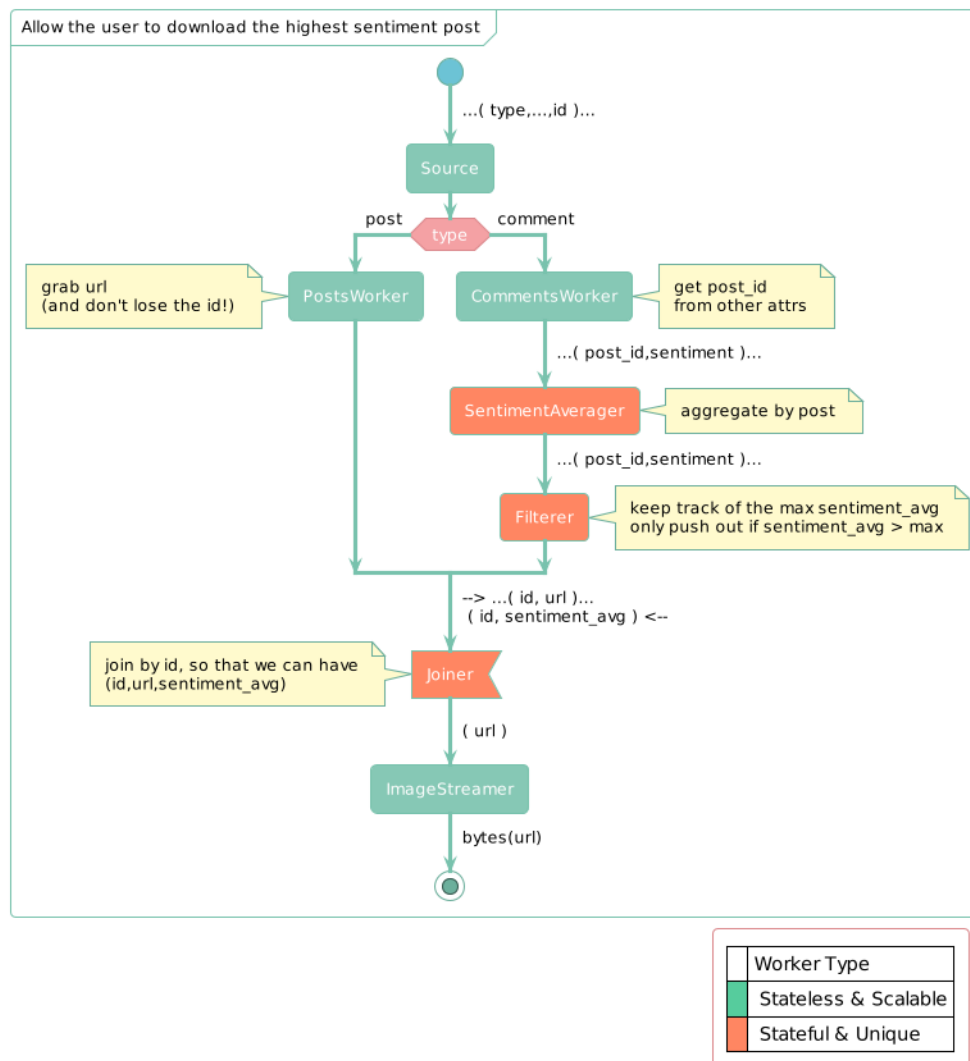 Allow the user to download the highest sentiment post
...( type,...,id )...
Source
post
comment
type
grab url
(and don't lose the id!)
PostsWorker
CommentsWorker
get post_id
from other attrs
...( post_id,sentiment )...
SentimentAverager
aggregate by post
...( post_id,sentiment )...
Filterer
keep track of the max sentiment_avg
only push out if sentiment_avg > max
--> ...( id, url )...
( id, sentiment_avg ) <--
join by id, so that we can have
(id,url,sentiment_avg)
Joiner
( url )
ImageStreamer
bytes(url)
Worker Type
Stateless & Scalable
Stateful & Unique